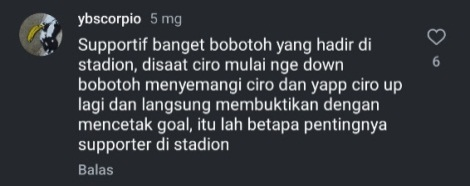 ybscorpio 5 mg
Supportif banget bobotoh yang hadir di
stadion, disaat ciro mulai nge down
bobotoh menyemangi ciro dan yapp ciro up
lagi dan langsung membuktikan dengan
mencetak goal, itu lah betapa pentingnya
supporter di stadion
6
Balas